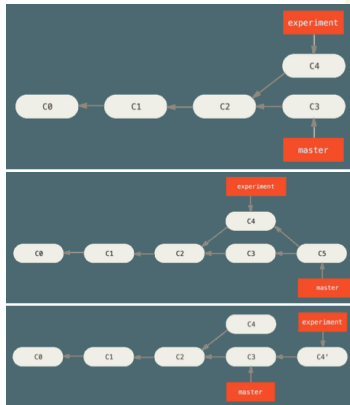 experiment
C4
C0 C1 C2 C3
master
experiment
C4
C0 C1 C2 C3 C5
master
C4 experiment
C0 C1 C2 C3 C4'
master